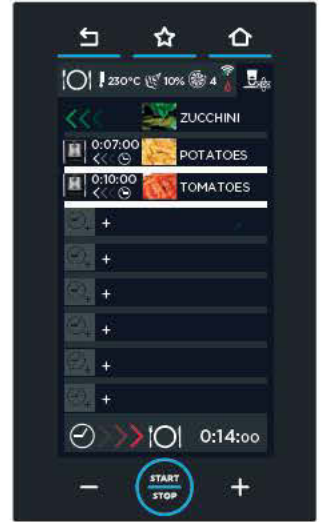 230°C 10% 4
ZUCCHINI
0:07:00 POTATOES
0:10:00 TOMATOES
+
+
+
+
+
+
0:14:00
− START STOP +